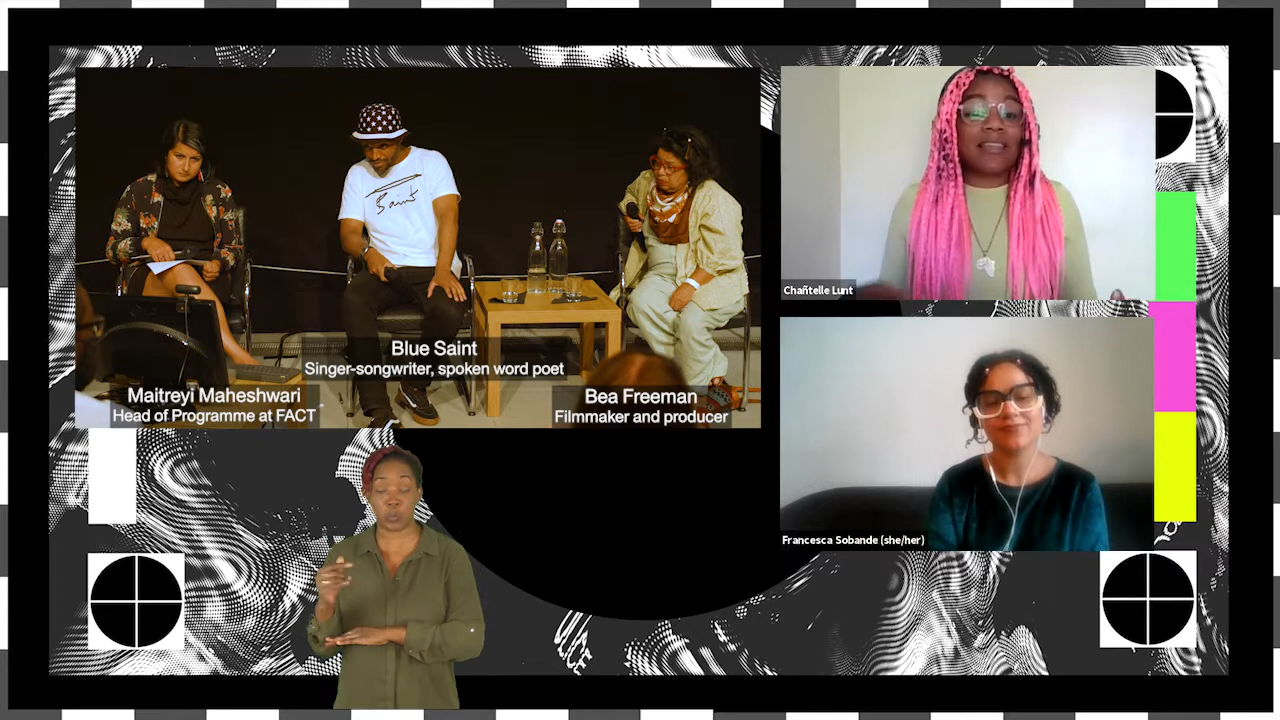 Saint
Blue Saint
Singer-songwriter, spoken word poet
Maitreyi Maheshwari
Head of Programme at FACT
Bea Freeman
Filmmaker and producer
Chañtelle Lunt
Francesca Sobande (she/her)